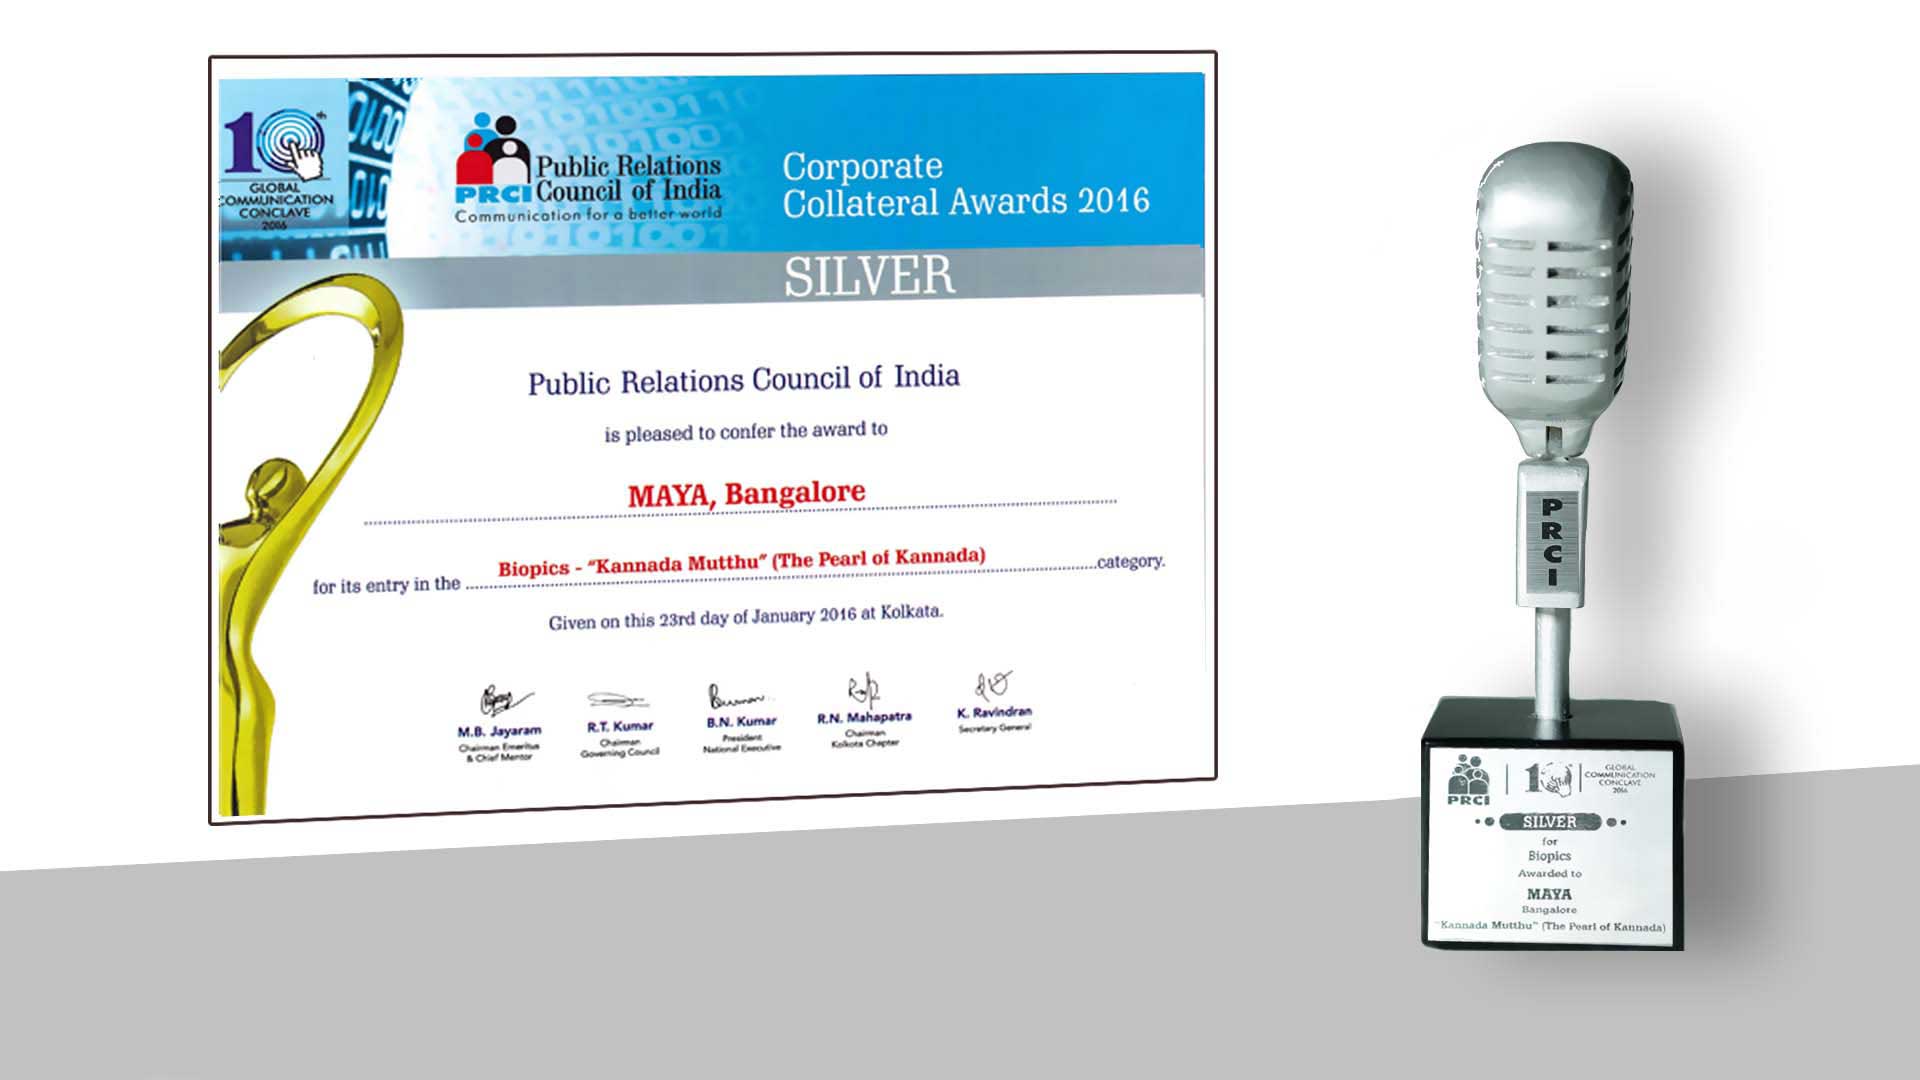 10th
GLOBAL
COMMUNICATION
CONCLAVE
2016
PRCI
Public Relations
Council of India
Communication for a better world
Corporate
Collateral Awards 2016
SILVER
Public Relations Council of India
is pleased to confer the award to
MAYA, Bangalore
for its entry in the Biopics - "Kannada Mutthu" (The Pearl of Kannada) category.
Given on this 23rd day of January 2016 at Kolkata.
M.B. Jayaram
Chairman Emeritus
& Chief Mentor
R.T. Kumar
Chairman
Governing Council
B.N. Kumar
President
National Executive
R.N. Mahapatra
Chairman
Kolkata Chapter
K. Ravindran
Secretary General
PRCI
PRCI
10
GLOBAL
COMMUNICATION
CONCLAVE
2016
SILVER
for
Biopics
Awarded to
MAYA
Bangalore
"Kannada Mutthu" (The Pearl of Kannada)